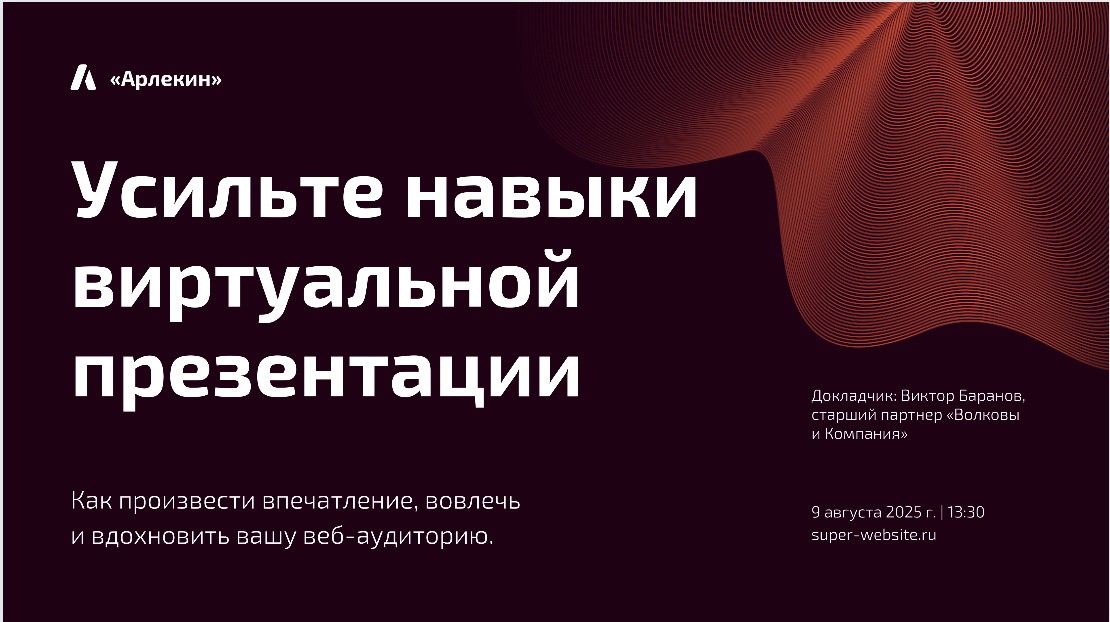 «Арлекин»
Усильте навыки
виртуальной
презентации
Как произвести впечатление, вовлечь
и вдохновить вашу веб-аудиторию.
Докладчик: Виктор Баранов,
старший партнер «Волковы
и Компания»
9 августа 2025 г. | 13:30
super-website.ru